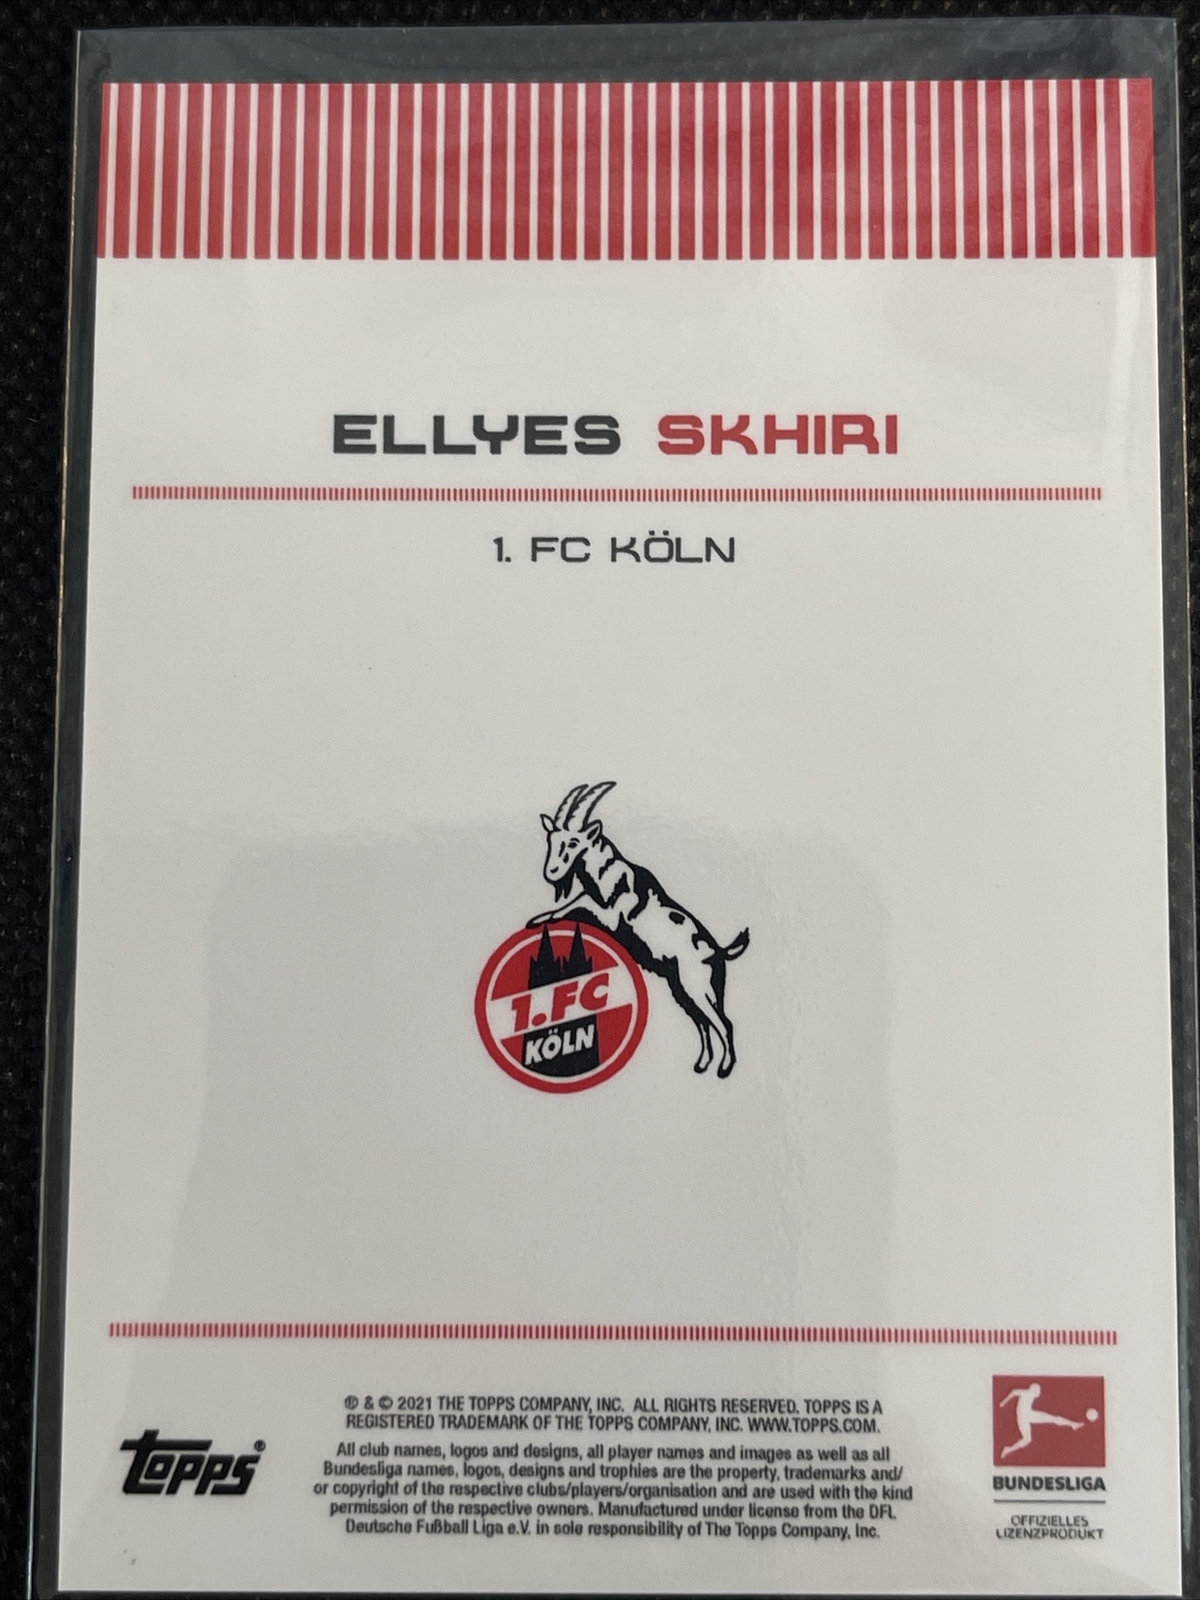 ELLYES SKHIRI
1. FC KÖLN
1.FC
KÖLN
® & © 2021 THE TOPPS COMPANY, INC. ALL RIGHTS RESERVED. TOPPS IS A
REGISTERED TRADEMARK OF THE TOPPS COMPANY, INC. WWW.TOPPS.COM.
All club names, logos and designs, all player names and images as well as all
Bundesliga names, logos, designs and trophies are the property, trademarks and/
or copyright of the respective clubs/players/organisation and are used with the kind
permission of the respective owners. Manufactured under license from the DFL
Deutsche Fußball Liga e.V. in sole responsibility of The Topps Company, Inc.
topps®
BUNDESLIGA
OFFIZIELLES
LIZENZPRODUKT